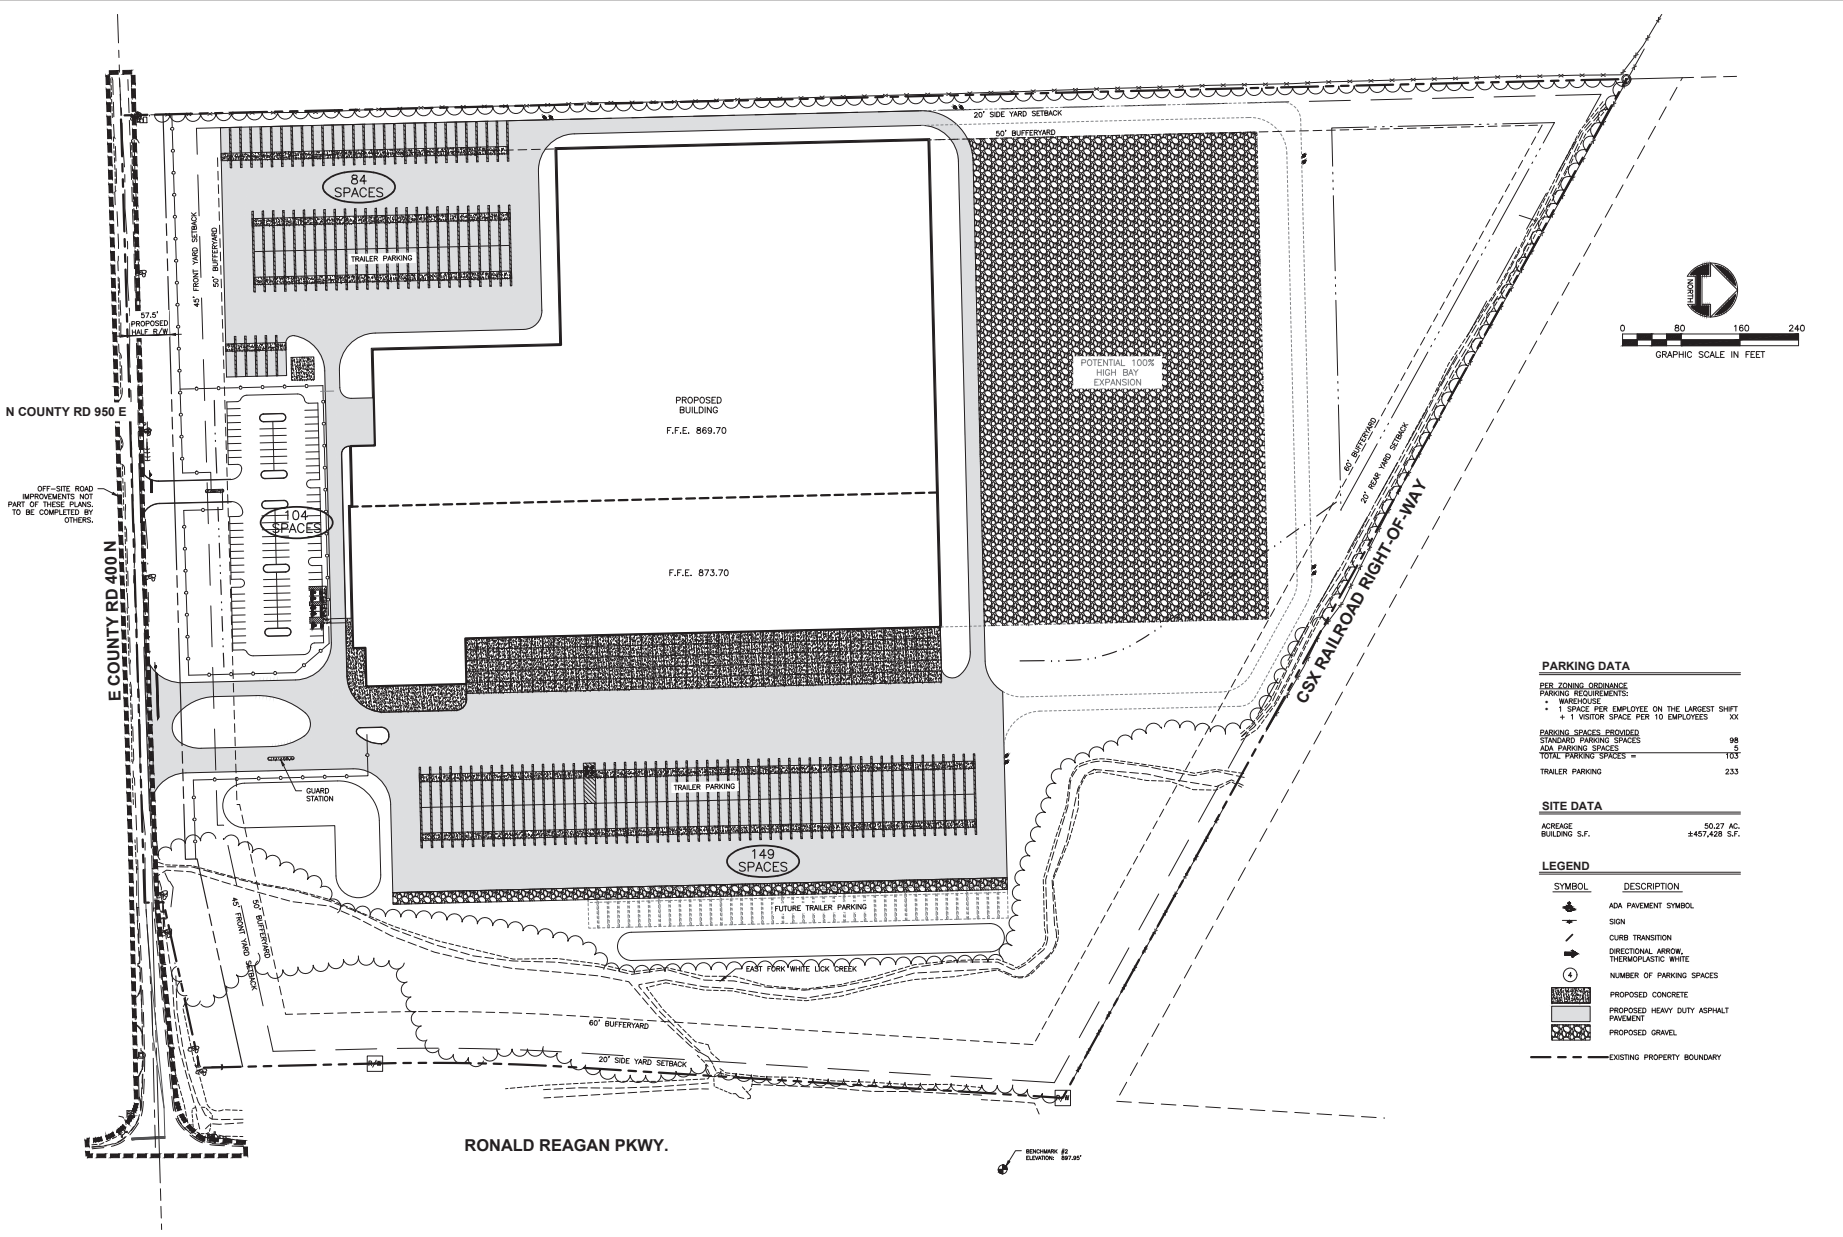 20' SIDE YARD SETBACK
50' BUFFERYARD
84
SPACES
TRAILER PARKING
45' FRONT YARD SETBACK
50' BUFFERYARD
57.5'
PROPOSED
HALF R/W
NORTH
0 80 160 240
GRAPHIC SCALE IN FEET
POTENTIAL 100%
HIGH BAY
EXPANSION
PROPOSED
BUILDING
F.F.E. 869.70
N COUNTY RD 950 E
60' BUFFERYARD
20' REAR YARD SETBACK
OFF-SITE ROAD
IMPROVEMENTS NOT
PART OF THESE PLANS.
TO BE COMPLETED BY
OTHERS.
104
SPACES
E COUNTY RD 400 N
F.F.E. 873.70
CSX RAILROAD RIGHT-OF-WAY
GUARD
STATION
TRAILER PARKING
149
SPACES
FUTURE TRAILER PARKING
45' FRONT YARD SETBACK
50' BUFFERYARD
EAST FORK WHITE LICK CREEK
60' BUFFERYARD
20' SIDE YARD SETBACK
R/W
R/W
RONALD REAGAN PKWY.
BENCHMARK #2
ELEVATION: 897.95'
PARKING DATA
PER ZONING ORDINANCE
PARKING REQUIREMENTS:
• WAREHOUSE
• 1 SPACE PER EMPLOYEE ON THE LARGEST SHIFT
+ 1 VISITOR SPACE PER 10 EMPLOYEES XX
PARKING SPACES PROVIDED
STANDARD PARKING SPACES 98
ADA PARKING SPACES 5
TOTAL PARKING SPACES = 103
TRAILER PARKING 233
SITE DATA
ACREAGE 50.27 AC.
BUILDING S.F. ±457,428 S.F.
LEGEND
SYMBOL DESCRIPTION
ADA PAVEMENT SYMBOL
SIGN
CURB TRANSITION
DIRECTIONAL ARROW,
THERMOPLASTIC WHITE
4 NUMBER OF PARKING SPACES
PROPOSED CONCRETE
PROPOSED HEAVY DUTY ASPHALT
PAVEMENT
PROPOSED GRAVEL
EXISTING PROPERTY BOUNDARY